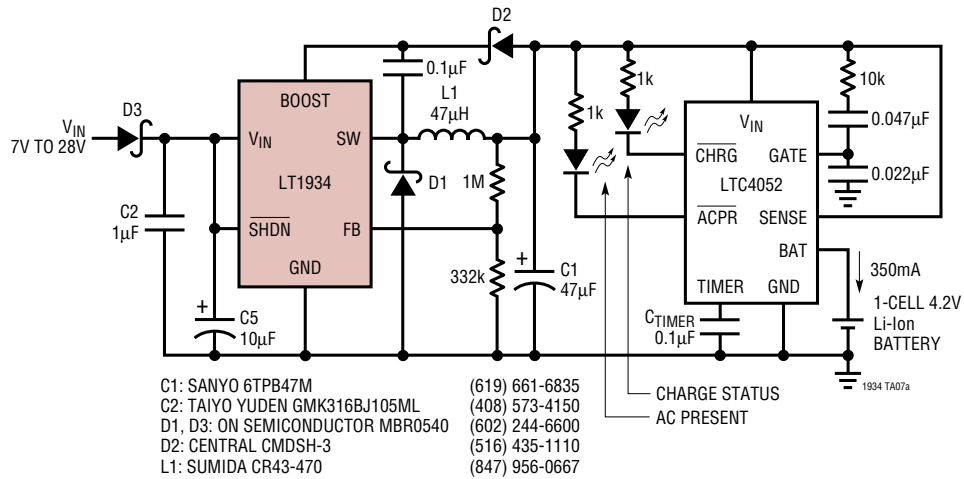 D2
D3
VIN
7V TO 28V
C2
1µF
VIN
BOOST
SW
LT1934
SHDN
FB
GND
C5
10µF
+
0.1µF
L1
47µH
D1
1M
332k
+
C1
47µF
1k
1k
10k
0.047µF
0.022µF
VIN
CHRG
GATE
LTC4052
ACPR
SENSE
BAT
TIMER
GND
CTIMER
0.1µF
350mA
1-CELL 4.2V
Li-Ion
BATTERY
1934 TA07a
CHARGE STATUS
AC PRESENT
C1: SANYO 6TPB47M (619) 661-6835
C2: TAIYO YUDEN GMK316BJ105ML (408) 573-4150
D1, D3: ON SEMICONDUCTOR MBR0540 (602) 244-6600
D2: CENTRAL CMDSH-3 (516) 435-1110
L1: SUMIDA CR43-470 (847) 956-0667